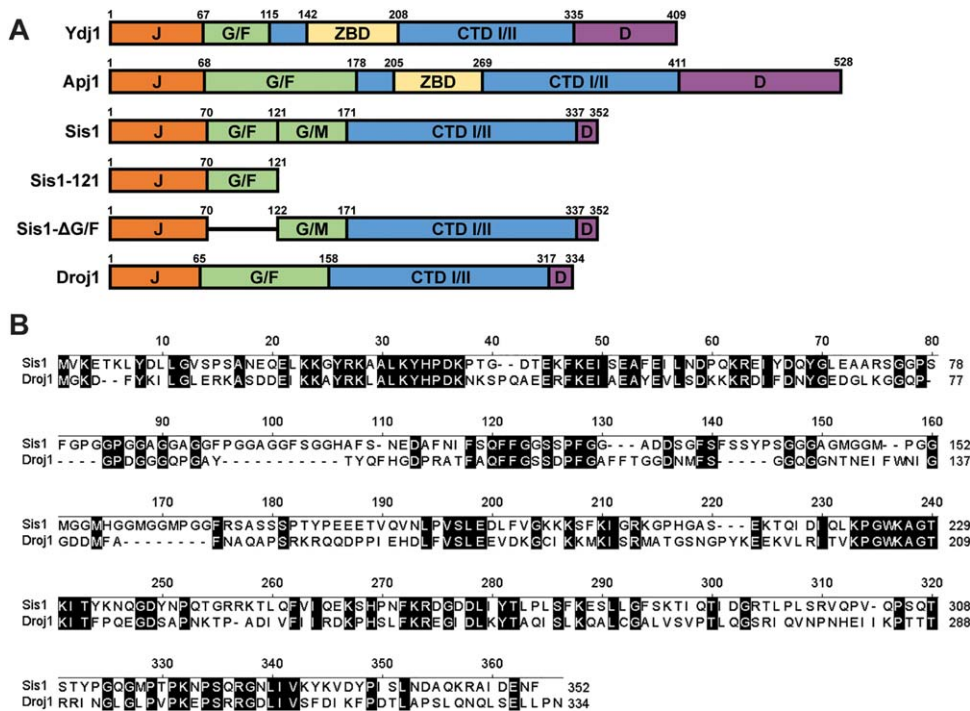 A
Ydj1 1 67 115 142 208 335 409
J G/F ZBD CTD I/II D
Apj1 1 68 178 205 269 411 528
J G/F ZBD CTD I/II D
Sis1 1 70 121 171 337 352
J G/F G/M CTD I/II D
Sis1-121 1 70 121
J G/F
Sis1-ΔG/F 1 70 122 171 337 352
J G/M CTD I/II D
Droj1 1 65 158 317 334
J G/F CTD I/II D
B
10 20 30 40 50 60 70 80
Sis1 MVKETKLYDLLGVSPSANEQELKKGYRKAALKYHPDKPTG--DTEKFKEISEAFEILNDPQKREIYDQYGLEAARSGGPS 78
Droj1 MGKD--FYKILGLERKASDDEIKKAYRKLALKYHPDKNKSPQAEERFKEIAEAYEVLSDKKKRDIFDNYGEDGLKGGQP- 77
90 100 110 120 130 140 150 160
Sis1 FGPGGPGGAGGAGGFPGGAGGFSGGHAFS-NEDAFNIFSQFFGGSSPFGG---ADDSGFSFSSYPSGGGAGMGGM--PGG 152
Droj1 ----GPDGGGQPGAY-----------TYQFHGDPRATFAQFFGSSDPFGAFFTGGDNMFS-----GGQGGNTNEIFWNIG 137
170 180 190 200 210 220 230 240
Sis1 MGGMHGGMGGMPGGFRSASSSPTYPEEETVQVNLPVSLEDLFVGKKKSFKIGRKGPHGAS---EKTQIDIQLKPGWKAGT 229
Droj1 GDDMFA--------FNAQAPSRKRQQDPPIEHDLFVSLEEVDKGCIKKMKISRMATGSNGPYKEEKVLRITVKPGWKAGT 209
250 260 270 280 290 300 310 320
Sis1 KITYKNQGDYNPQTGRRKTLQFVIQEKSHPNFKRDGDDLIYTLPLSFKESLLGFSKTIQTIDGRTLPLSRVQPV-QPSQT 308
Droj1 KITFPQEGDSAPNKTP-ADIVFIIRDKPHSLFKREGIDLKYTAQISLKQALCGALVSVPTLQGSRIQVNPNHEIIKPTTT 288
330 340 350 360
Sis1 STYPGQGMPTPKNPSQRGNLIVKYKVDYPISLNDAQKRAIDENF 352
Droj1 RRINGLGLPVPKEPSRRGDLIVSFDIKFPDTLAPSLQNQLSELLPN 334